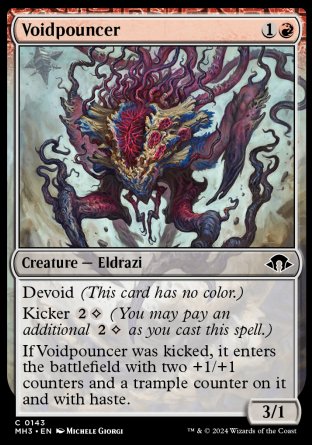 Voidpouncer 1
Creature — Eldrazi
Devoid (This card has no color.)
Kicker 2◇ (You may pay an
additional 2◇ as you cast this spell.)
If Voidpouncer was kicked, it enters
the battlefield with two +1/+1
counters and a trample counter on it
and with haste.
3/1
C 0143
MH3 • EN Michele Giorgi
™ & © 2024 Wizards of the Coast